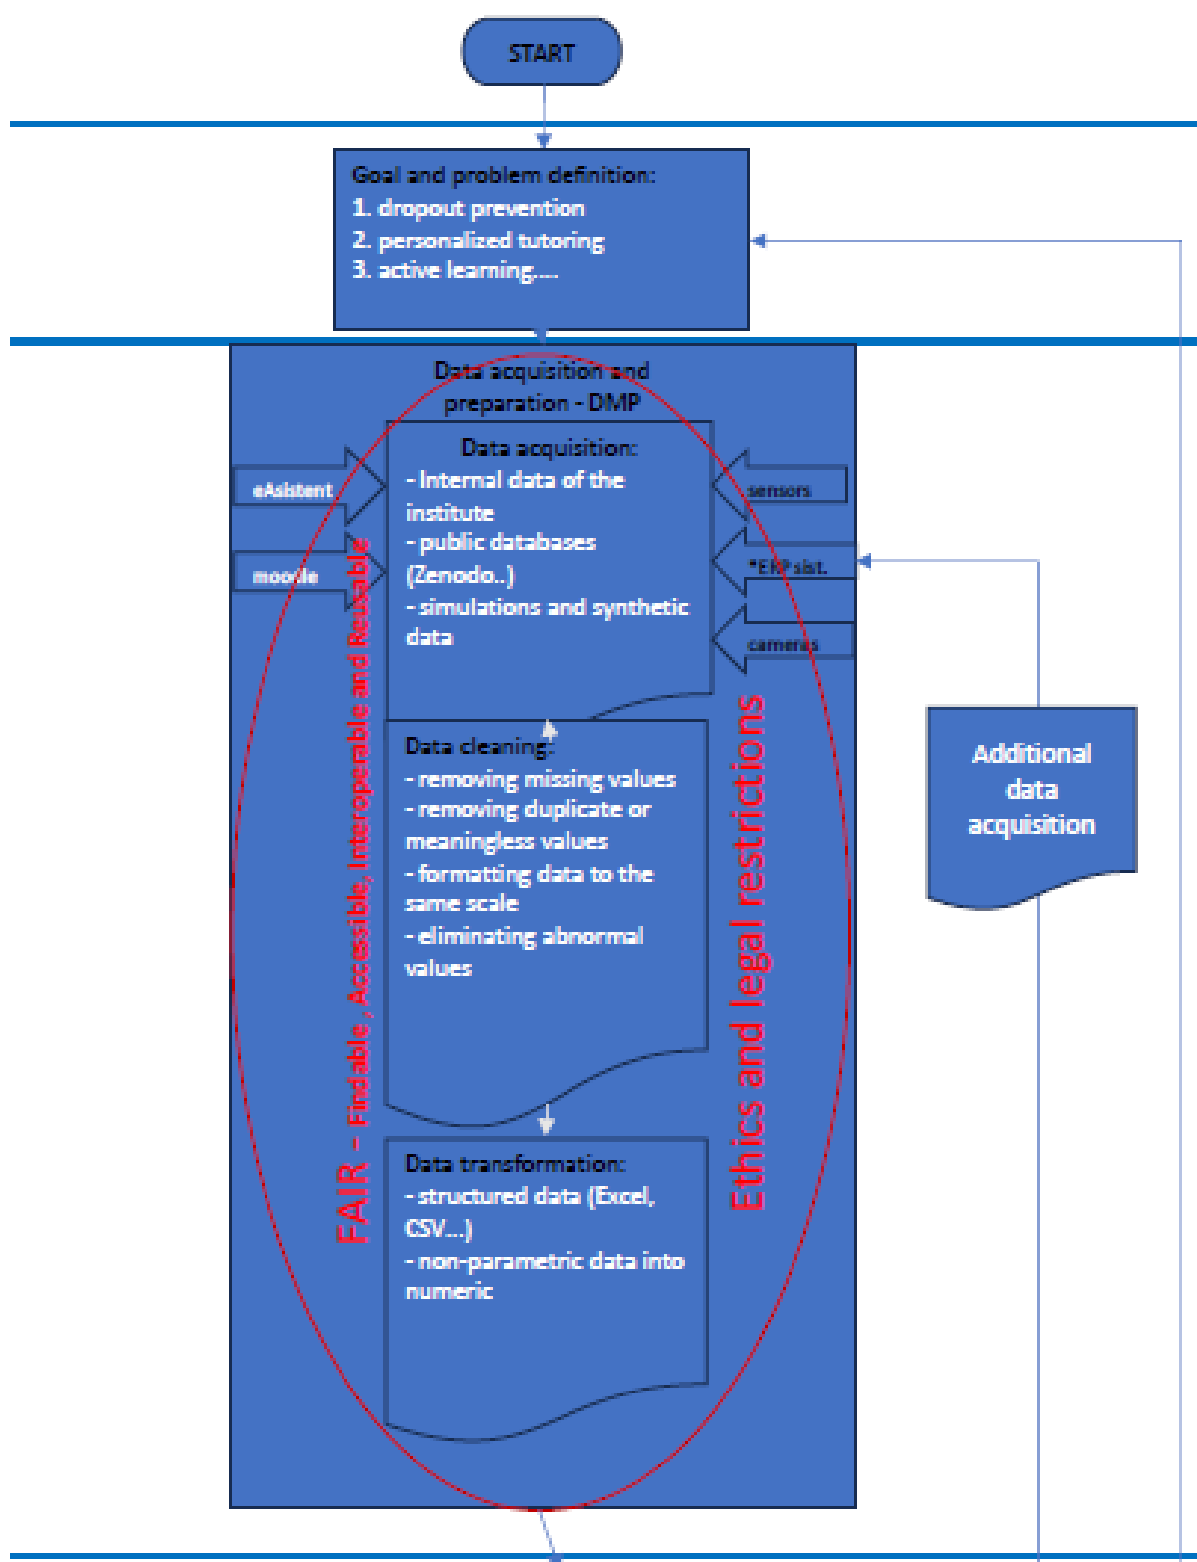 START
Goal and problem definition:
1. dropout prevention
2. personalized tutoring
3. active learning....
Data acquisition and
preparation - DMP
Data acquisition:
- Internal data of the
institute
- public databases
(Zenodo..)
- simulations and synthetic
data
eAsistent
moodle
sensors
*ERP sist.
cameras
Data cleaning:
- removing missing values
- removing duplicate or
meaningless values
- formatting data to the
same scale
- eliminating abnormal
values
Data transformation:
- structured data (Excel,
CSV...)
- non-parametric data into
numeric
FAIR – Findable , Accessible, Interoperable and Reusable
Ethics and legal restrictions
Additional
data
acquisition